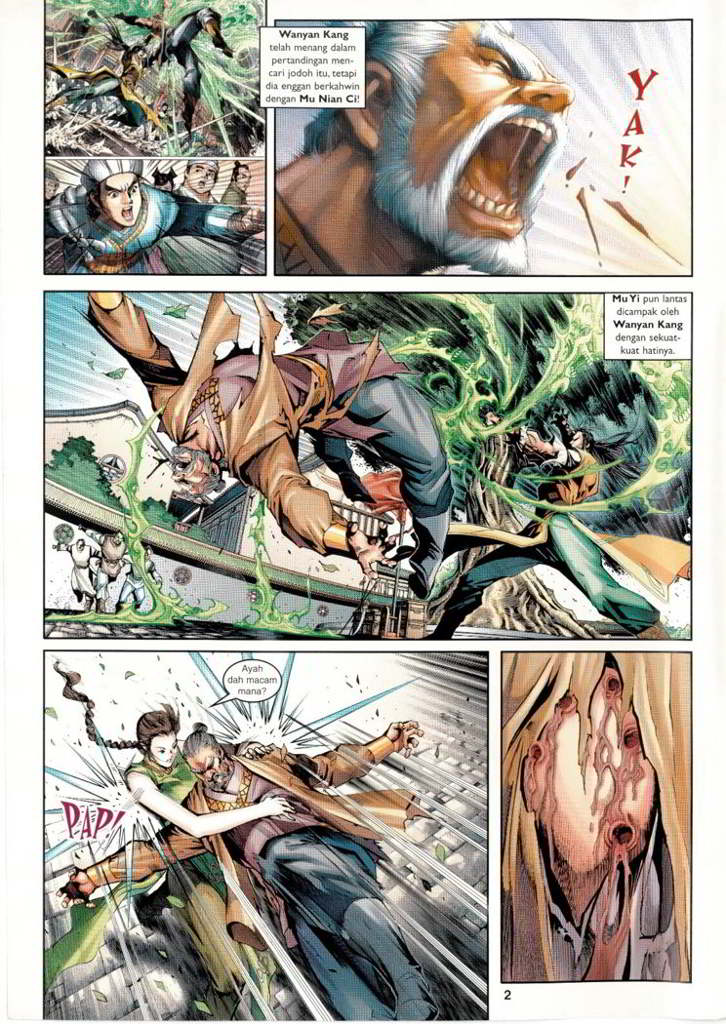 Wanyan Kang
telah menang dalam
pertandingan men-
cari jodoh itu, tetapi
dia enggan berkahwin
dengan Mu Nian Ci!
YAK!
Mu Yi pun lantas
dicampak oleh
Wanyan Kang
dengan sekuat-
kuat hatinya.
Ayah
dah macam
mana?
PAP!
2